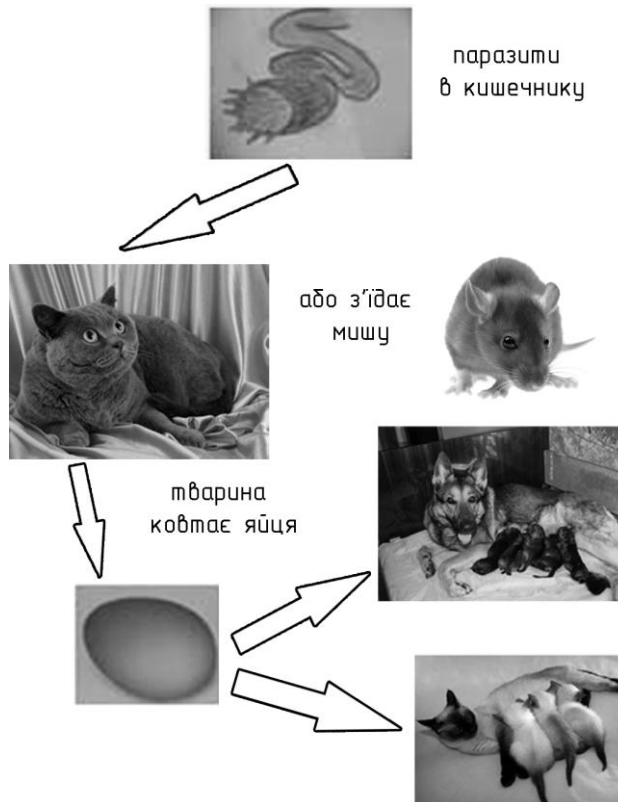 паразити
в кишечнику
або з'їдає
мишу
тварина
ковтає яйця